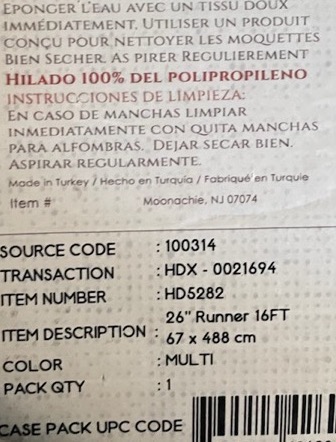 ÉPONGER L'EAU AVEC UN TISSU DOUX
IMMÉDIATEMENT. UTILISER UN PRODUIT
CONÇU POUR NETTOYER LES MOQUETTES
BIEN SECHER. AS PIRER REGULIEREMENT
HILADO 100% DEL POLIPROPILENO
INSTRUCCIONES DE LIMPIEZA:
EN CASO DE MANCHAS LIMPIAR
INMEDIATAMENTE CON QUITA MANCHAS
PARA ALFOMBRAS. DEJAR SECAR BIEN.
ASPIRAR REGULARMENTE.
Made in Turkey / Hecho en Turquía / Fabriqué en Turquie
Item # Moonachie, NJ 07074
SOURCE CODE : 100314
TRANSACTION : HDX - 0021694
ITEM NUMBER : HD5282
ITEM DESCRIPTION : 26" Runner 16FT
67 x 488 cm
COLOR : MULTI
PACK QTY : 1
CASE PACK UPC CODE